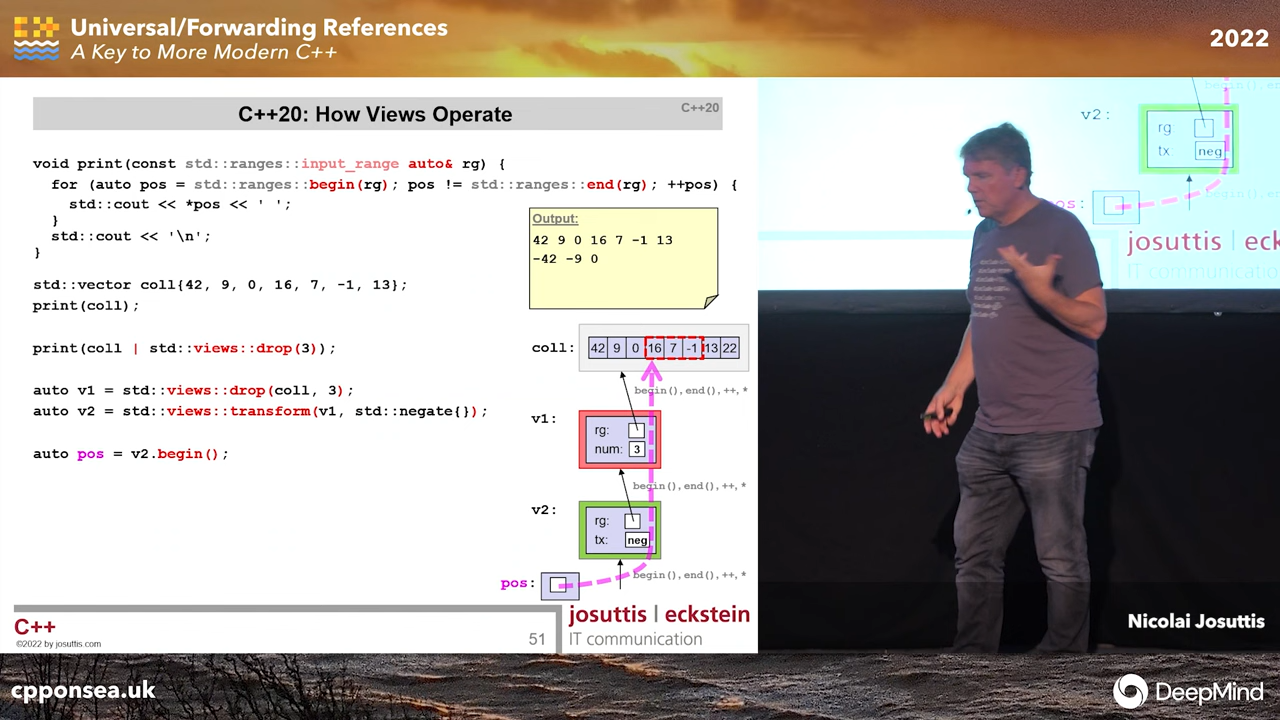 Universal/Forwarding References
A Key to More Modern C++
2022
C++20: How Views Operate
C++20
void print(const std::ranges::input_range auto& rg) {
for (auto pos = std::ranges::begin(rg); pos != std::ranges::end(rg); ++pos) {
std::cout << *pos << ' ';
}
std::cout << '\n';
}
std::vector coll{42, 9, 0, 16, 7, -1, 13};
print(coll);
print(coll | std::views::drop(3));
auto v1 = std::views::drop(coll, 3);
auto v2 = std::views::transform(v1, std::negate{});
auto pos = v2.begin();
Output:
42 9 0 16 7 -1 13
-42 -9 0
coll: 42 9 0 16 7 -1 13 22
begin(), end(), ++, *
v1:
rg:
num: 3
begin(), end(), ++, *
v2:
rg:
tx: neg
begin(), end(), ++, *
pos:
C++
©2022 by josuttis.com
51
josuttis | eckstein
IT communication
v2:
rg:
tx: neg
josuttis | eck
IT communication
Nicolai Josuttis
cpponsea.uk
DeepMind